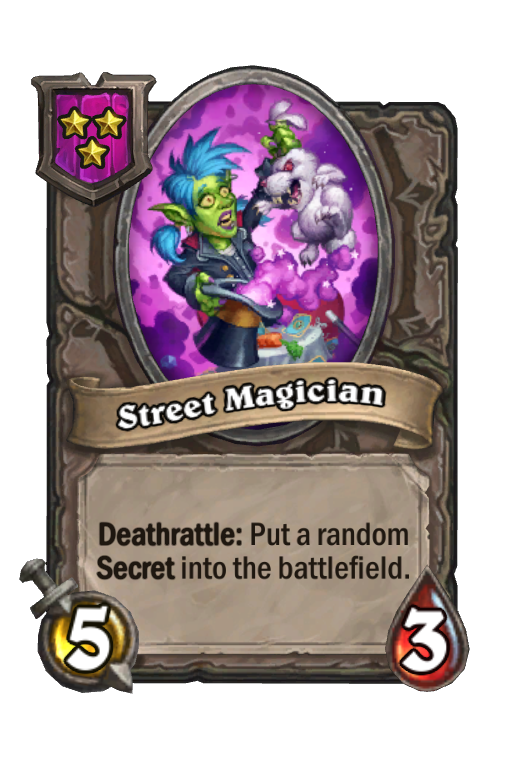 Street Magician
Deathrattle: Put a random
Secret into the battlefield.
5
3